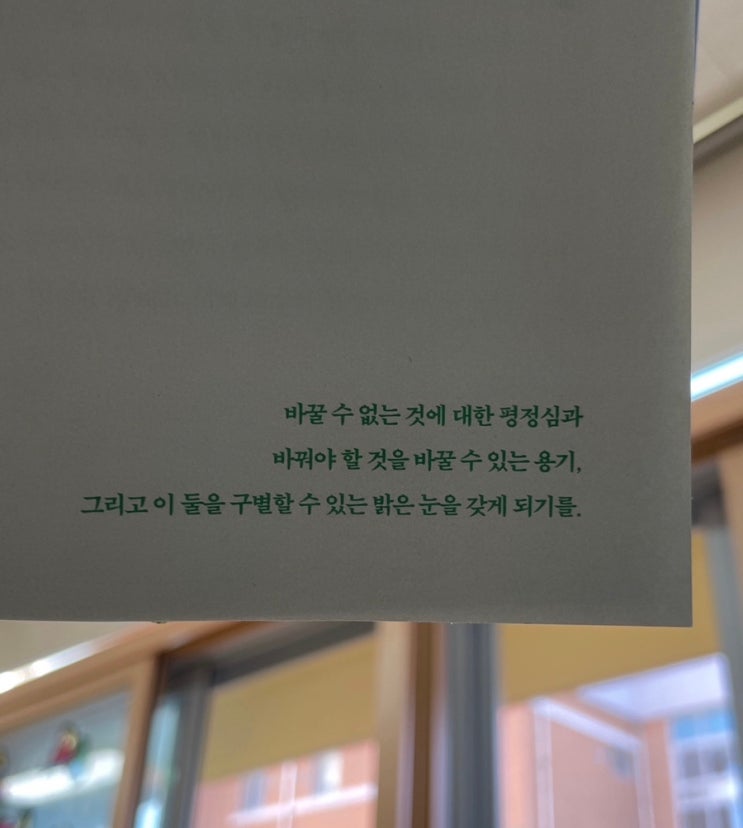 바꿀 수 없는 것에 대한 평정심과
바꿔야 할 것을 바꿀 수 있는 용기,
그리고 이 둘을 구별할 수 있는 밝은 눈을 갖게 되기를.